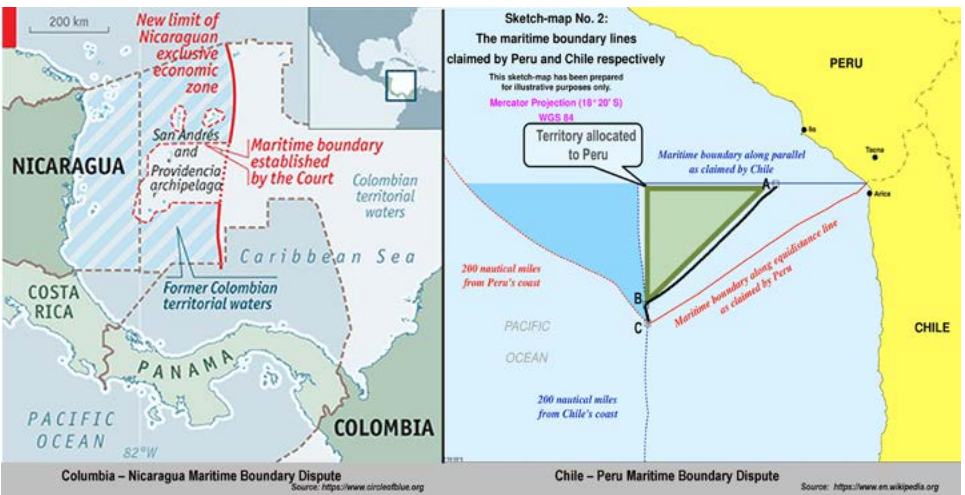 200 km
New limit of
Nicaraguan
exclusive
economic
zone
San Andrés
and
Providencia
archipelago
Maritime boundary
established
by the Court
NICARAGUA
Colombian
territorial
waters
Caribbean Sea
Former Colombian
territorial waters
COSTA
RICA
PANAMA
PACIFIC
OCEAN
82°W
COLOMBIA
Columbia – Nicaragua Maritime Boundary Dispute
Source: https://www.circleofblue.org
Sketch-map No. 2:
The maritime boundary lines
claimed by Peru and Chile respectively
This sketch-map has been prepared
for illustrative purposes only.
Mercator Projection (18° 20' S)
WGS 84
Territory allocated
to Peru
PERU
Ilo
Tacna
Arica
Maritime boundary along parallel
as claimed by Chile
A
Maritime boundary along equidistance line
as claimed by Peru
200 nautical miles
from Peru's coast
B
C
PACIFIC
OCEAN
CHILE
200 nautical miles
from Chile's coast
Chile – Peru Maritime Boundary Dispute
Source: https://www.en.wikipedia.org